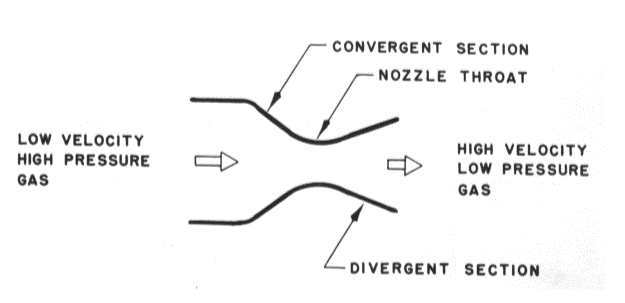 CONVERGENT SECTION
NOZZLE THROAT
LOW VELOCITY
HIGH PRESSURE
GAS
HIGH VELOCITY
LOW PRESSURE
GAS
DIVERGENT SECTION